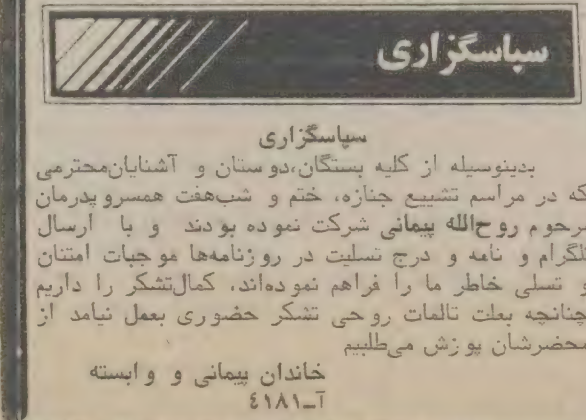 سپاسگزاری
سپاسگزاری
بدینوسیله از کلیه بستگان،دوستان و آشنایان‌محترمی
که در مراسم تشییع جنازه، ختم و شب‌هفت همسروپدرمان
مرحوم روح‌الله پیمانی شرکت نموده بودند و با ارسال
تلگرام و نامه و درج تسلیت در روزنامه‌ها موجبات امتنان
و تسلی خاطر ما را فراهم نموده‌اند، کمال‌تشکر را داریم
چنانچه بعلت تالمات روحی تشکر حضوری بعمل نیامد از
محضرشان پوزش می‌طلبیم
خاندان پیمانی و وابسته
آ‌ـ٤١٨١